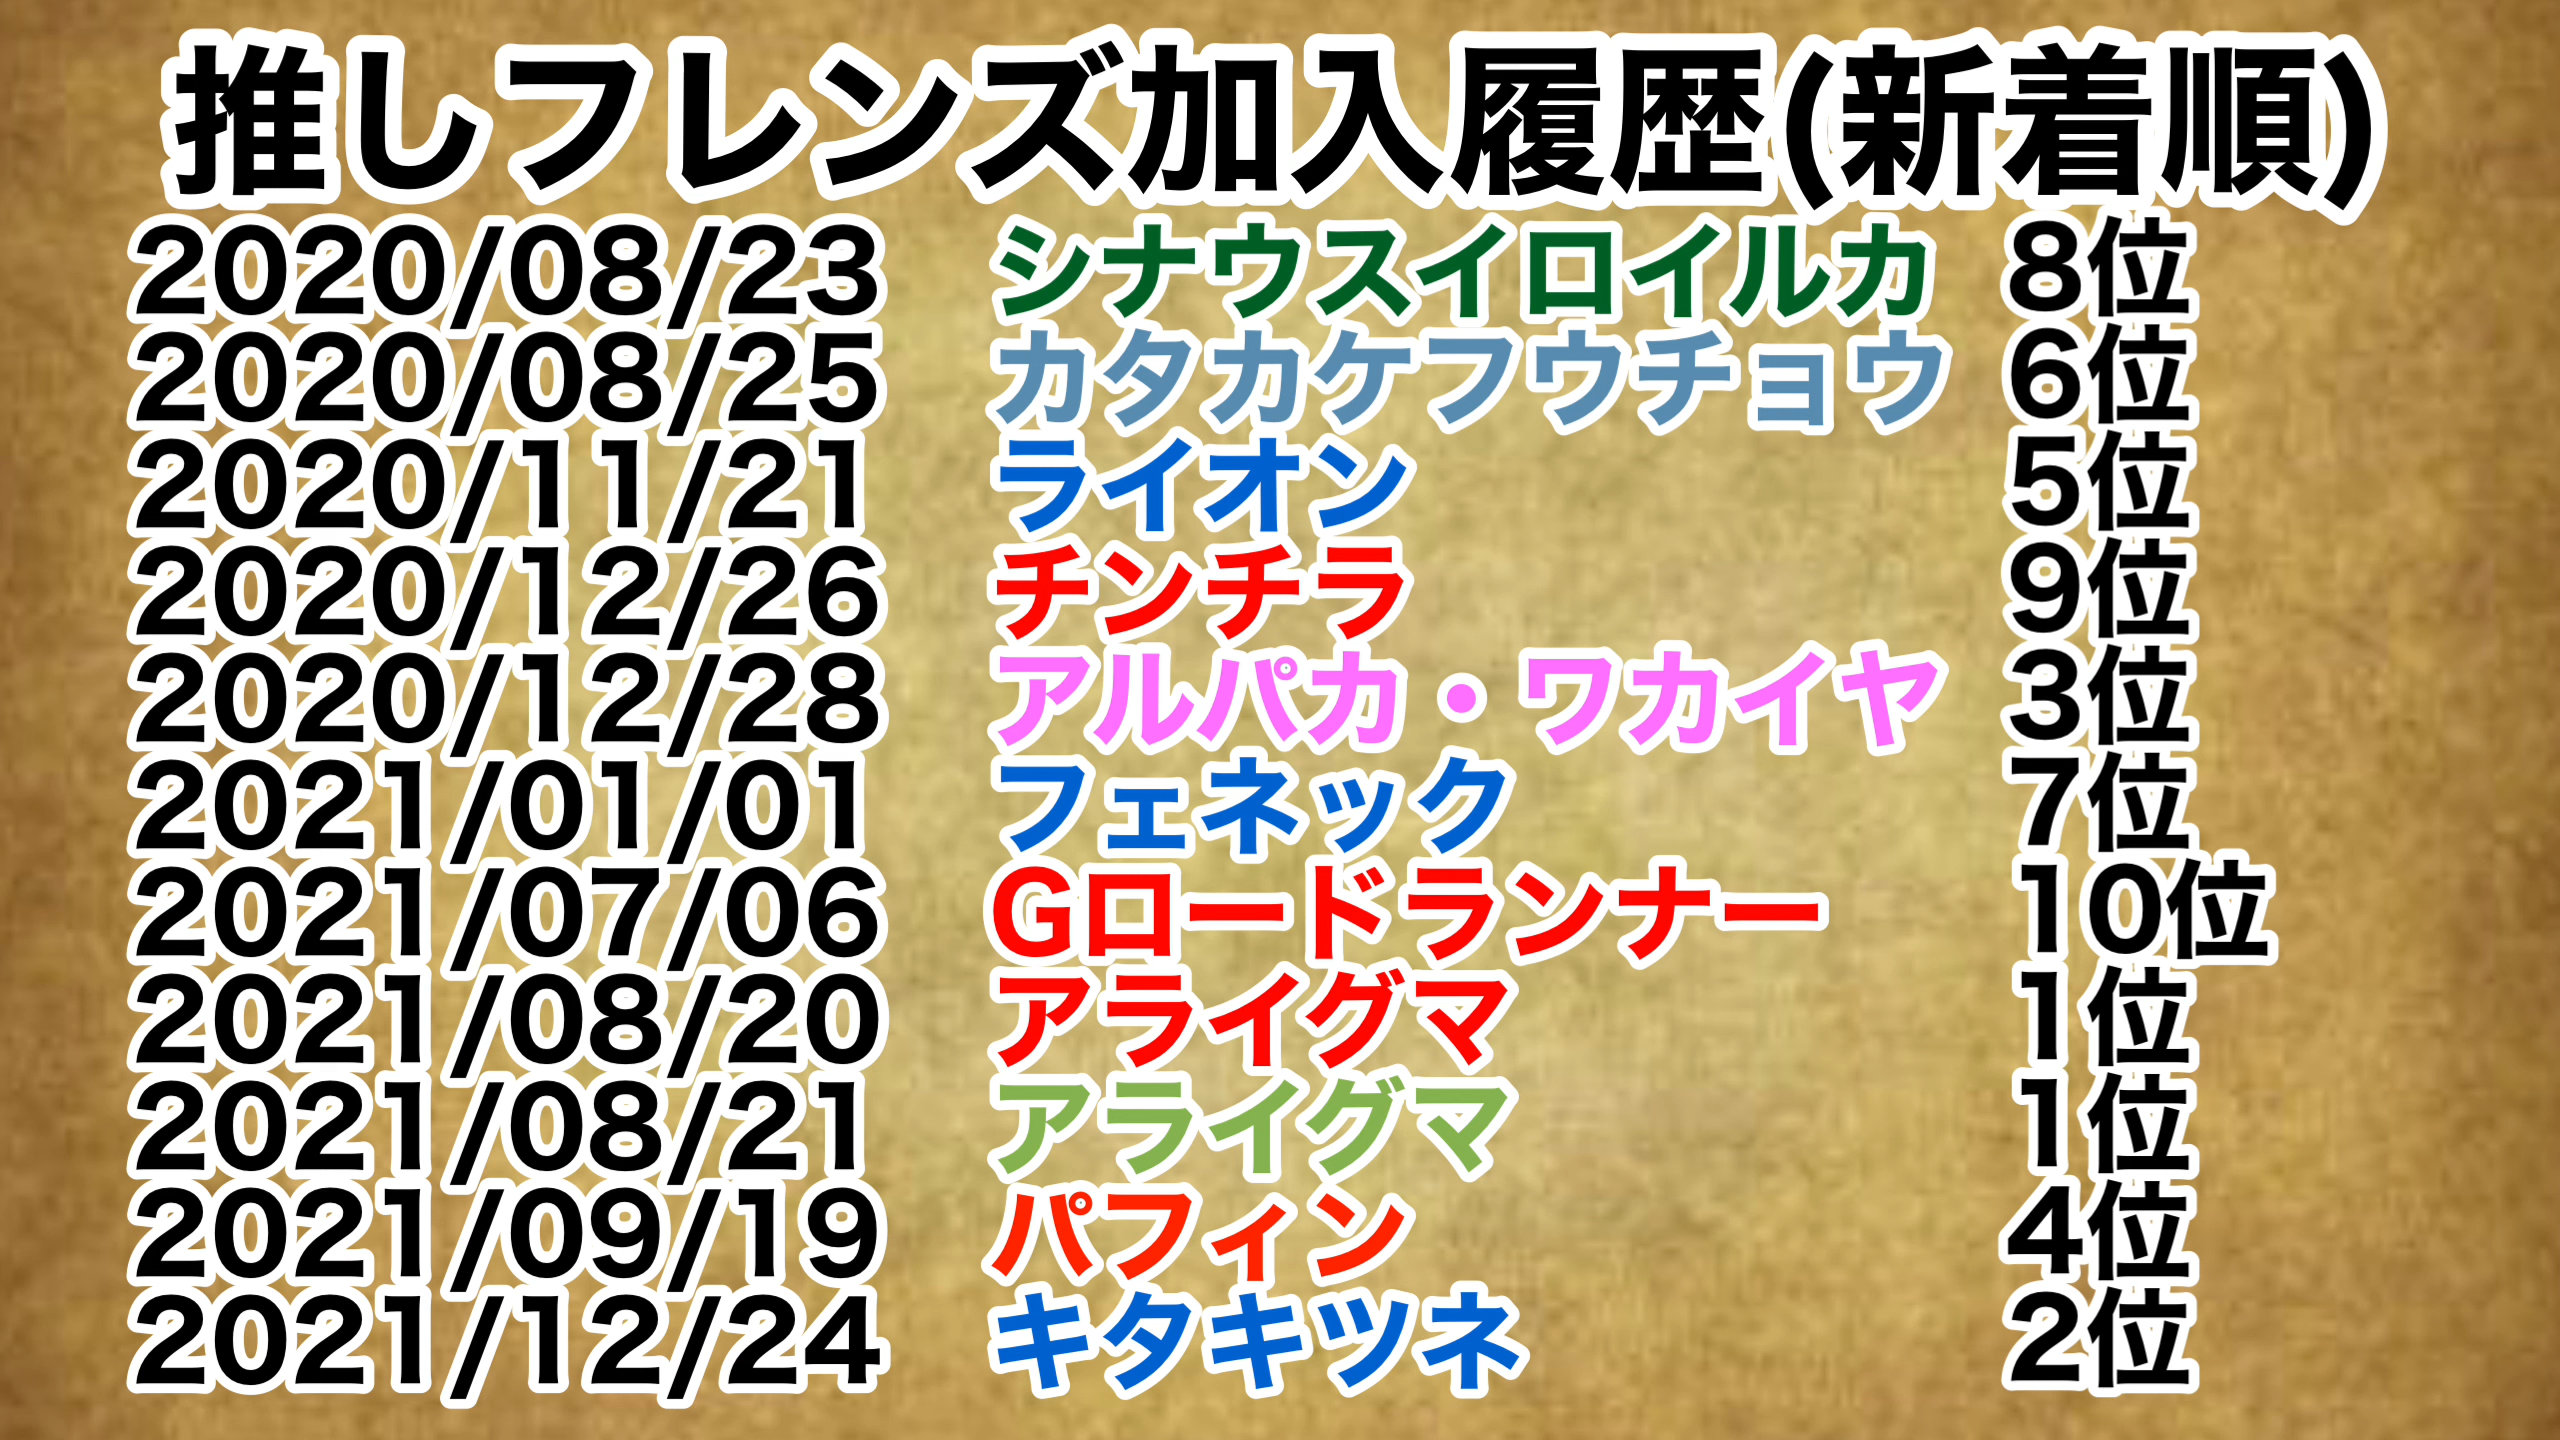 推しフレンズ加入履歴(新着順)
2020/08/23 シナウスイロイルカ 8位
2020/08/25 カタカケフウチョウ 6位
2020/11/21 ライオン 5位
2020/12/26 チンチラ 9位
2020/12/28 アルパカ・ワカイヤ 3位
2021/01/01 フェネック 7位
2021/07/06 Gロードランナー 10位
2021/08/20 アライグマ 1位
2021/08/21 アライグマ 1位
2021/09/19 パフィン 4位
2021/12/24 キタキツネ 2位